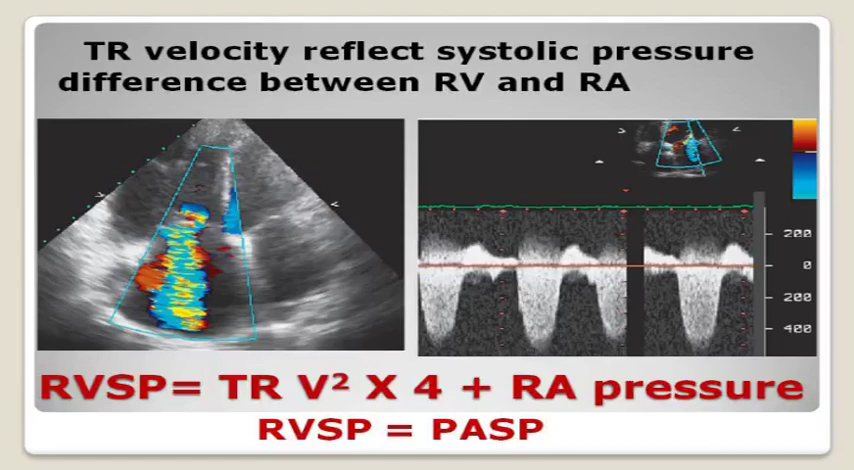 TR velocity reflect systolic pressure
difference between RV and RA
200
0
200
400
RVSP= TR V² X 4 + RA pressure
RVSP = PASP